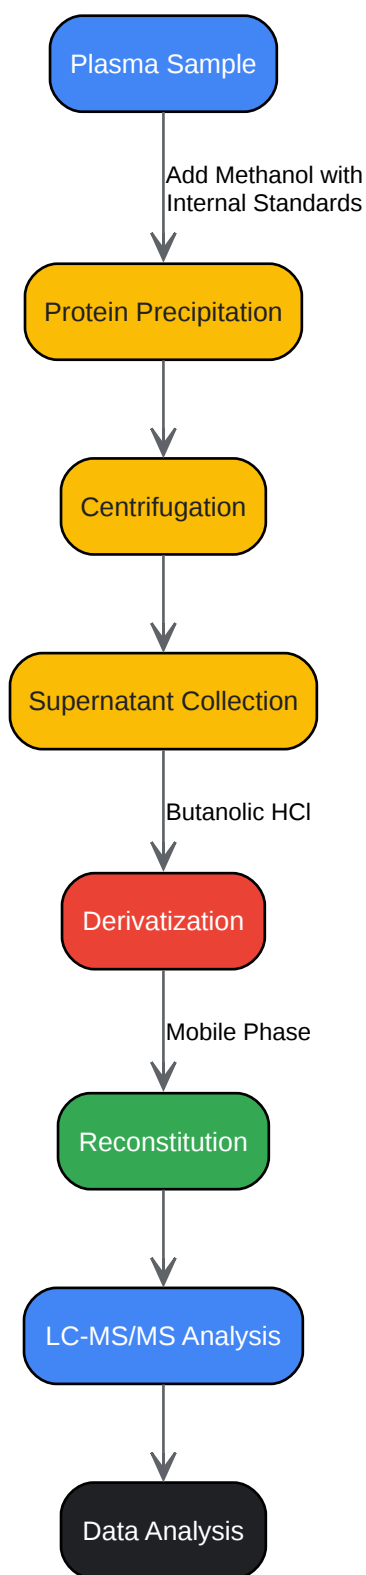 Plasma Sample
Add Methanol with
Internal Standards
Protein Precipitation
Centrifugation
Supernatant Collection
Butanolic HCl
Derivatization
Mobile Phase
Reconstitution
LC-MS/MS Analysis
Data Analysis